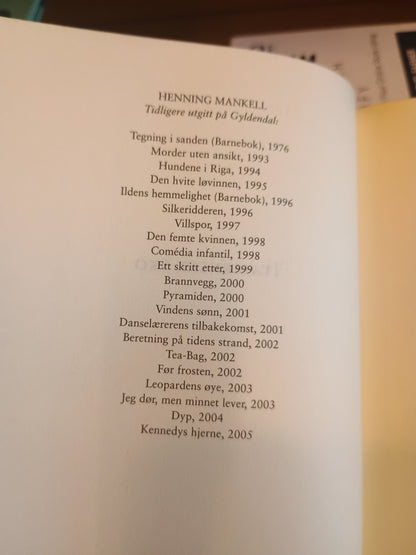 HENNING MANKELL
Tidligere utgitt på Gyldendal:
Tegning i sanden (Barnebok), 1976
Morder uten ansikt, 1993
Hundene i Riga, 1994
Den hvite løvinnen, 1995
Ildens hemmelighet (Barnebok), 1996
Silkeridderen, 1996
Villspor, 1997
Den femte kvinnen, 1998
Comédia infantil, 1998
Ett skritt etter, 1999
Brannvegg, 2000
Pyramiden, 2000
Vindens sønn, 2001
Danselærerens tilbakekomst, 2001
Beretning på tidens strand, 2002
Tea-Bag, 2002
Før frosten, 2002
Leopardens øye, 2003
Jeg dør, men minnet lever, 2003
Dyp, 2004
Kennedys hjerne, 2005